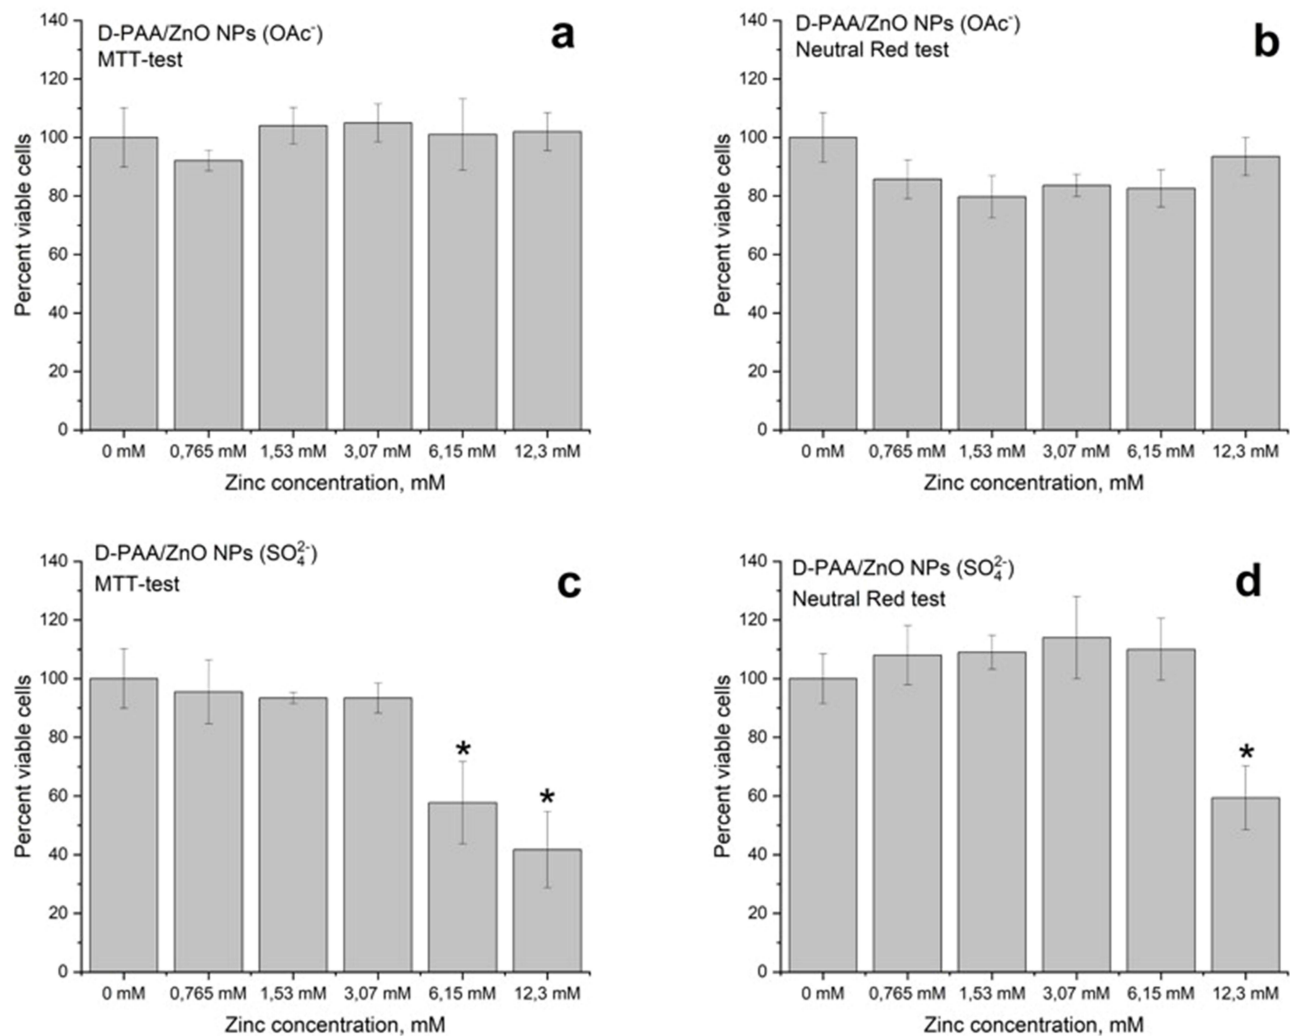 D-PAA/ZnO NPs (OAc⁻)
MTT-test
a
Percent viable cells
140
120
100
80
60
40
20
0
0 mM 0,765 mM 1,53 mM 3,07 mM 6,15 mM 12,3 mM
Zinc concentration, mM
D-PAA/ZnO NPs (OAc⁻)
Neutral Red test
b
Percent viable cells
140
120
100
80
60
40
20
0
0 mM 0,765 mM 1,53 mM 3,07 mM 6,15 mM 12,3 mM
Zinc concentration, mM
D-PAA/ZnO NPs (SO₄²⁻)
MTT-test
c
Percent viable cells
140
120
100
80
60
40
20
0
*
*
0 mM 0,765 mM 1,53 mM 3,07 mM 6,15 mM 12,3 mM
Zinc concentration, mM
D-PAA/ZnO NPs (SO₄²⁻)
Neutral Red test
d
Percent viable cells
140
120
100
80
60
40
20
0
*
0 mM 0,765 mM 1,53 mM 3,07 mM 6,15 mM 12,3 mM
Zinc concentration, mM